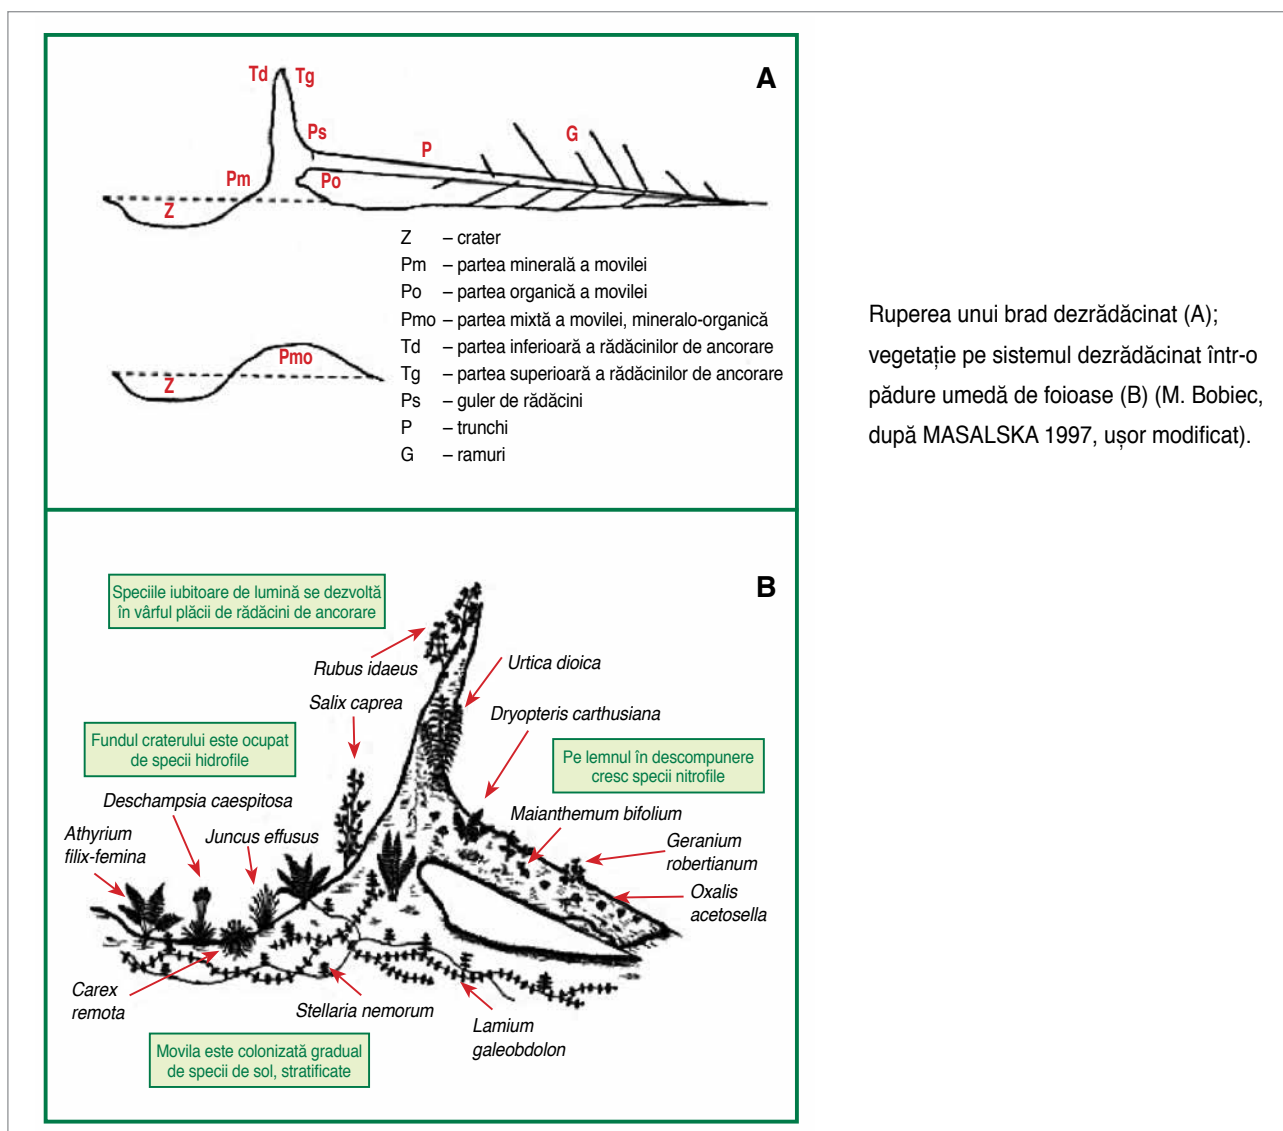 A
Td Tg
Ps
P
G
Pm
Po
Z
Z – crater
Pm – partea minerală a movilei
Po – partea organică a movilei
Pmo – partea mixtă a movilei, mineralo-organică
Td – partea inferioară a rădăcinilor de ancorare
Tg – partea superioară a rădăcinilor de ancorare
Ps – guler de rădăcini
P – trunchi
G – ramuri
Pmo
Z
Ruperea unui brad dezrădăcinat (A);
vegetație pe sistemul dezrădăcinat într-o
pădure umedă de foioase (B) (M. Bobiec,
după MASALSKA 1997, ușor modificat).
B
Speciile iubitoare de lumină se dezvoltă
în vârful plăcii de rădăcini de ancorare
Rubus idaeus
Urtica dioica
Salix caprea
Dryopteris carthusiana
Fundul craterului este ocupat
de specii hidrofile
Pe lemnul în descompunere
cresc specii nitrofile
Deschampsia caespitosa
Maianthemum bifolium
Athyrium
filix-femina
Juncus effusus
Geranium
robertianum
Oxalis
acetosella
Carex
remota
Stellaria nemorum
Lamium
galeobdolon
Movila este colonizată gradual
de specii de sol, stratificate